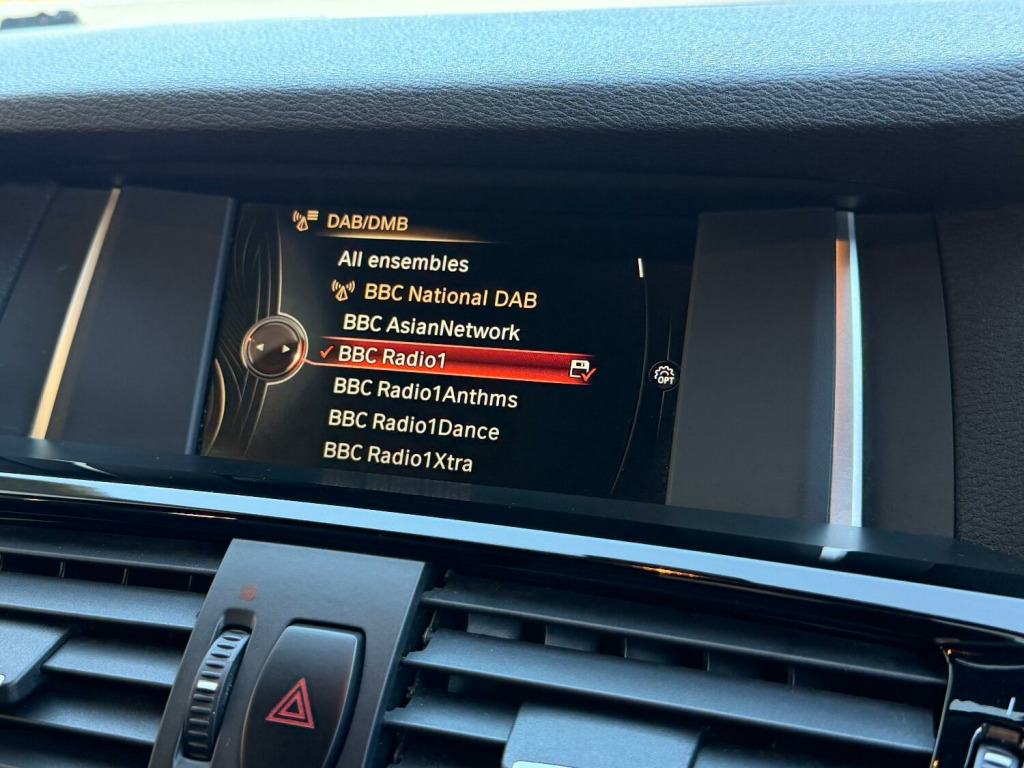 DAB/DMB
All ensembles
BBC National DAB
BBC AsianNetwork
BBC Radio1
OPT
BBC Radio1Anthms
BBC Radio1Dance
BBC Radio1Xtra